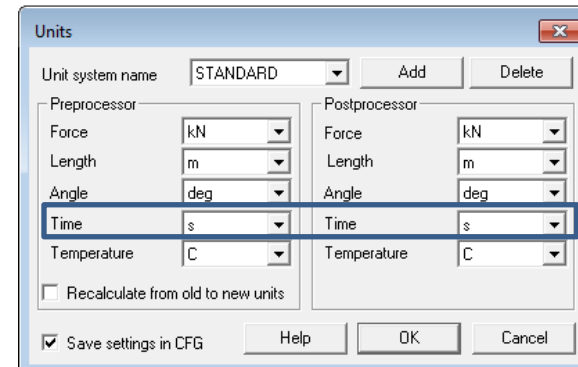 Units
Unit system name STANDARD Add Delete
Preprocessor Postprocessor
Force kN Force kN
Length m Length m
Angle deg Angle deg
Time s Time s
Temperature C Temperature C
Recalculate from old to new units
Save settings in CFG Help OK Cancel